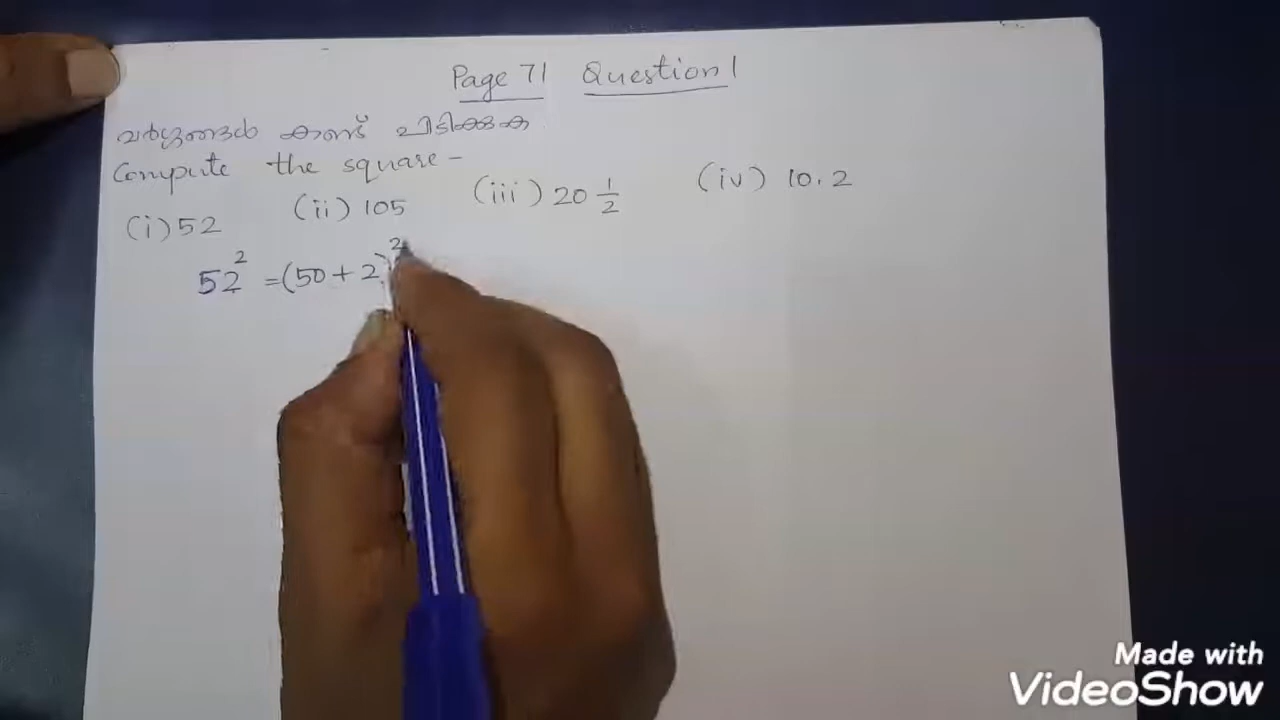 Page 71 Question 1
വർഗ്ഗങ്ങൾ കണ്ട് പിടിക്കുക
Compute the square -
(i) 52 (ii) 105 (iii) 20 1/2 (iv) 10.2
52² = (50 + 2)²
Made with
VideoShow